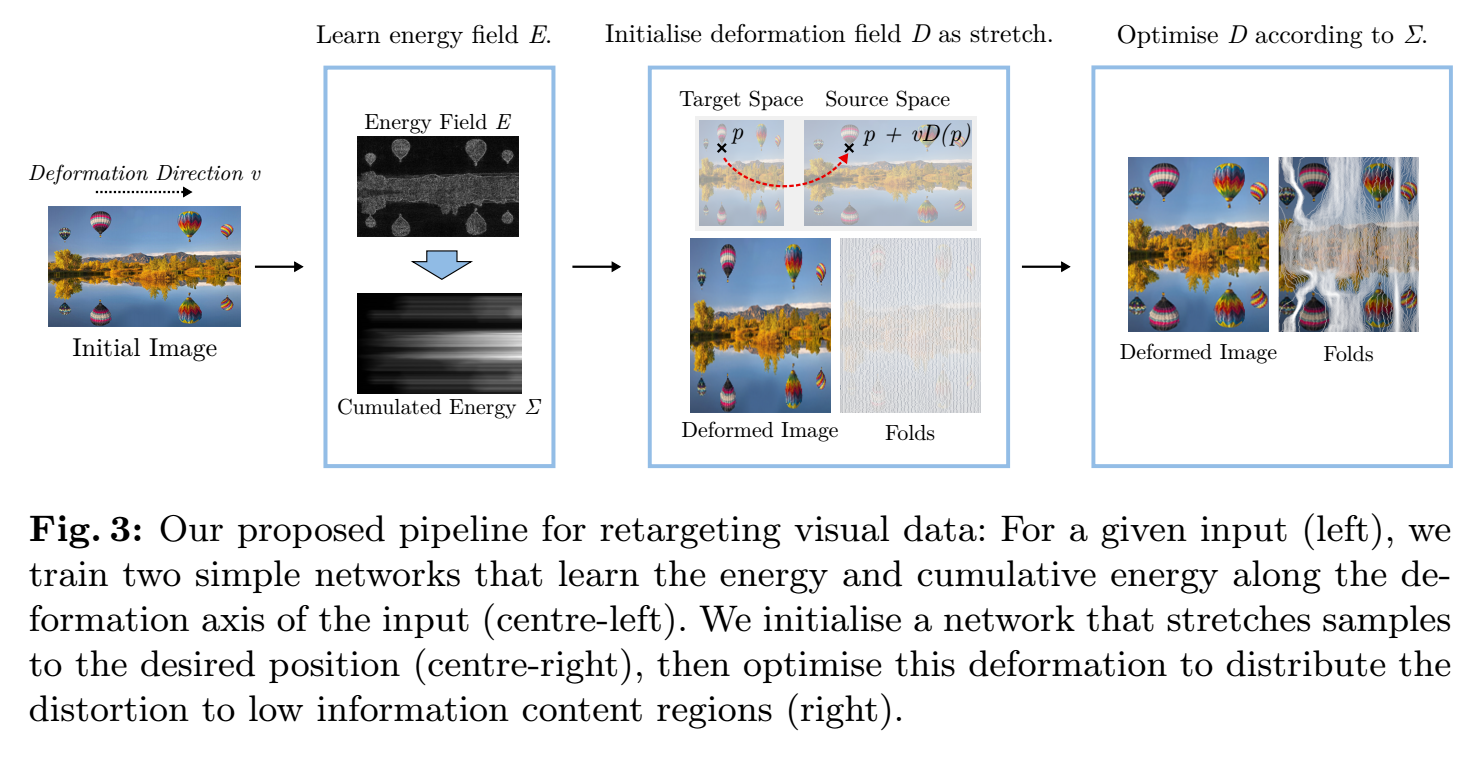 Learn energy field E.
Initialise deformation field D as stretch.
Optimise D according to Σ.
Deformation Direction v
Initial Image
Energy Field E
Cumulated Energy Σ
Target Space
Source Space
p
p + vD(p)
Deformed Image
Folds
Deformed Image
Folds
Fig. 3: Our proposed pipeline for retargeting visual data: For a given input (left), we
train two simple networks that learn the energy and cumulative energy along the de-
formation axis of the input (centre-left). We initialise a network that stretches samples
to the desired position (centre-right), then optimise this deformation to distribute the
distortion to low information content regions (right).